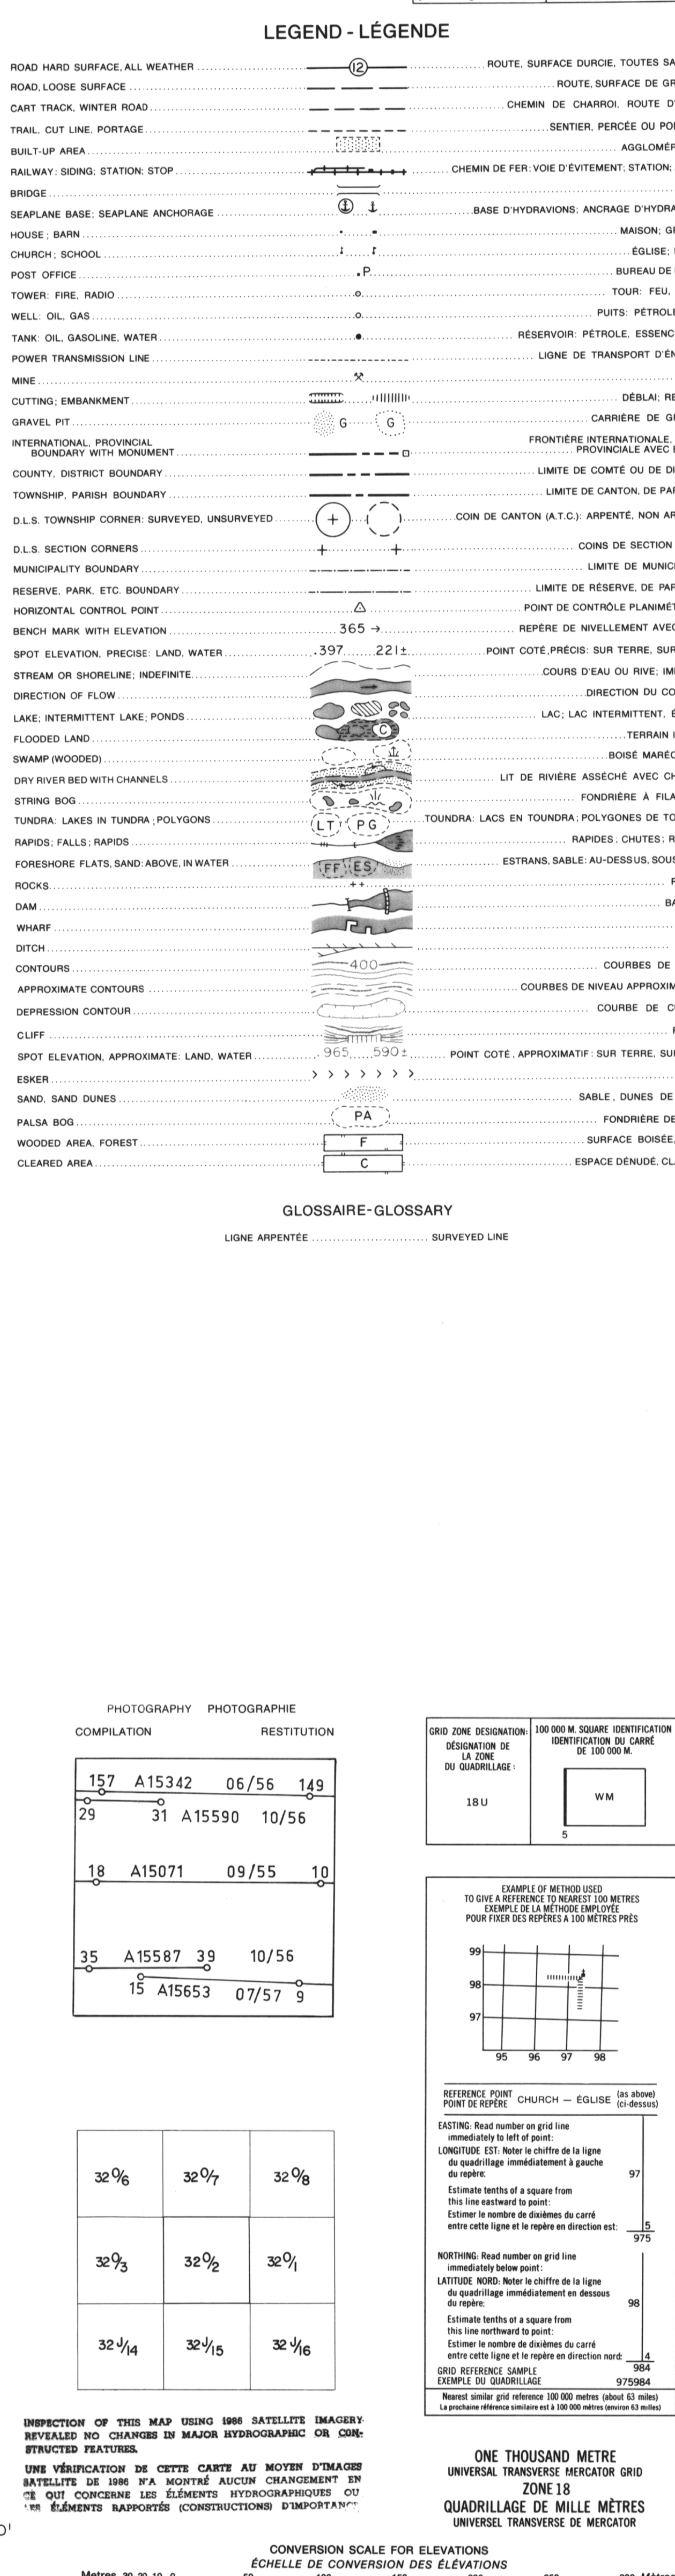 LEGEND - LÉGENDE
ROAD HARD SURFACE, ALL WEATHER 12 ROUTE, SURFACE DURCIE, TOUTES SA
ROAD, LOOSE SURFACE ROUTE, SURFACE DE GR
CART TRACK, WINTER ROAD CHEMIN DE CHARROI, ROUTE D'
TRAIL, CUT LINE, PORTAGE SENTIER, PERCÉE OU PO
BUILT-UP AREA AGGLOMÉR
RAILWAY: SIDING; STATION; STOP CHEMIN DE FER: VOIE D'ÉVITEMENT; STATION;
BRIDGE
SEAPLANE BASE; SEAPLANE ANCHORAGE BASE D'HYDRAVIONS; ANCRAGE D'HYDRA
HOUSE; BARN MAISON; G
CHURCH; SCHOOL ÉGLISE;
POST OFFICE .P BUREAU DE
TOWER: FIRE, RADIO TOUR: FEU,
WELL: OIL, GAS PUITS: PÉTROLE
TANK: OIL, GASOLINE, WATER RÉSERVOIR: PÉTROLE, ESSENC
POWER TRANSMISSION LINE LIGNE DE TRANSPORT D'ÉN
MINE
CUTTING; EMBANKMENT DÉBLAI; RE
GRAVEL PIT G G CARRIÈRE DE G
INTERNATIONAL, PROVINCIAL FRONTIÈRE INTERNATIONALE,
BOUNDARY WITH MONUMENT PROVINCIALE AVEC
COUNTY, DISTRICT BOUNDARY LIMITE DE COMTÉ OU DE DI
TOWNSHIP, PARISH BOUNDARY LIMITE DE CANTON, DE PA
D.L.S. TOWNSHIP CORNER: SURVEYED, UNSURVEYED COIN DE CANTON (A.T.C.): ARPENTÉ, NON AR
D.L.S. SECTION CORNERS COINS DE SECTION
MUNICIPALITY BOUNDARY LIMITE DE MUNIC
RESERVE, PARK, ETC. BOUNDARY LIMITE DE RÉSERVE, DE PA
HORIZONTAL CONTROL POINT POINT DE CONTRÔLE PLANIMÉT
BENCH MARK WITH ELEVATION 365 → REPÈRE DE NIVELLEMENT AVE
SPOT ELEVATION, PRECISE: LAND, WATER .397 221± POINT COTÉ, PRÉCIS: SUR TERRE, SUR
STREAM OR SHORELINE; INDEFINITE COURS D'EAU OU RIVE; IM
DIRECTION OF FLOW DIRECTION DU CO
LAKE; INTERMITTENT LAKE; PONDS LAC; LAC INTERMITTENT, É
FLOODED LAND C TERRAIN I
SWAMP (WOODED) BOISÉ MARÉC
DRY RIVER BED WITH CHANNELS LIT DE RIVIÈRE ASSÉCHÉ AVEC CH
STRING BOG FONDRIÈRE À FILA
TUNDRA: LAKES IN TUNDRA; POLYGONS LT PG TOUNDRA: LACS EN TOUNDRA; POLYGONES DE TO
RAPIDS; FALLS; RAPIDS RAPIDES; CHUTES; R
FORESHORE FLATS, SAND: ABOVE, IN WATER FF ES ESTRANS, SABLE: AU-DESSUS, SOUS
ROCKS
DAM BA
WHARF
DITCH
CONTOURS 400 COURBES DE
APPROXIMATE CONTOURS COURBES DE NIVEAU APPROXIM
DEPRESSION CONTOUR COURBE DE C
CLIFF
SPOT ELEVATION, APPROXIMATE: LAND, WATER . 965 590± POINT COTÉ, APPROXIMATIF: SUR TERRE, SU
ESKER
SAND, SAND DUNES SABLE, DUNES DE
PALSA BOG PA FONDRIÈRE DE
WOODED AREA, FOREST F SURFACE BOISÉE,
CLEARED AREA C ESPACE DÉNUDÉ, CL
GLOSSAIRE-GLOSSARY
LIGNE ARPENTÉE SURVEYED LINE
PHOTOGRAPHY PHOTOGRAPHIE
COMPILATION RESTITUTION
157 A15342 06/56 149
29 31 A15590 10/56
18 A15071 09/55 10
35 A15587 39 10/56
15 A15653 07/57 9
32 O/6 32 O/7 32 O/8
32 O/3 32 O/2 32 O/1
32 J/14 32 J/15 32 J/16
INSPECTION OF THIS MAP USING 1986 SATELLITE IMAGERY
REVEALED NO CHANGES IN MAJOR HYDROGRAPHIC OR CON-
STRUCTED FEATURES.
UNE VÉRIFICATION DE CETTE CARTE AU MOYEN D'IMAGES
SATELLITE DE 1986 N'A MONTRÉ AUCUN CHANGEMENT EN
CE QUI CONCERNE LES ÉLÉMENTS HYDROGRAPHIQUES OU
LES ÉLÉMENTS RAPPORTÉS (CONSTRUCTIONS) D'IMPORTANC
GRID ZONE DESIGNATION:
DÉSIGNATION DE
LA ZONE
DU QUADRILLAGE:
18U
100 000 M. SQUARE IDENTIFICATION
IDENTIFICATION DU CARRÉ
DE 100 000 M.
WM
5
EXAMPLE OF METHOD USED
TO GIVE A REFERENCE TO NEAREST 100 METRES
EXEMPLE DE LA MÉTHODE EMPLOYÉE
POUR FIXER DES REPÈRES A 100 MÈTRES PRÈS
99
98
97
95 96 97 98
REFERENCE POINT CHURCH — ÉGLISE (as above)
POINT DE REPÈRE (ci-dessus)
EASTING: Read number on grid line
immediately to left of point:
LONGITUDE EST: Noter le chiffre de la ligne
du quadrillage immédiatement à gauche
du repère: 97
Estimate tenths of a square from
this line eastward to point:
Estimer le nombre de dixièmes du carré
entre cette ligne et le repère en direction est: 5
975
NORTHING: Read number on grid line
immediately below point:
LATITUDE NORD: Noter le chiffre de la ligne
du quadrillage immédiatement en dessous
du repère: 98
Estimate tenths of a square from
this line northward to point:
Estimer le nombre de dixièmes du carré
entre cette ligne et le repère en direction nord: 4
GRID REFERENCE SAMPLE 984
EXEMPLE DU QUADRILLAGE 975984
Nearest similar grid reference 100 000 metres (about 63 miles)
La prochaine référence similaire est à 100 000 mètres (environ 63 milles)
ONE THOUSAND METRE
UNIVERSAL TRANSVERSE MERCATOR GRID
ZONE 18
QUADRILLAGE DE MILLE MÈTRES
UNIVERSEL TRANSVERSE DE MERCATOR
CONVERSION SCALE FOR ELEVATIONS
ÉCHELLE DE CONVERSION DES ÉLÉVATIONS